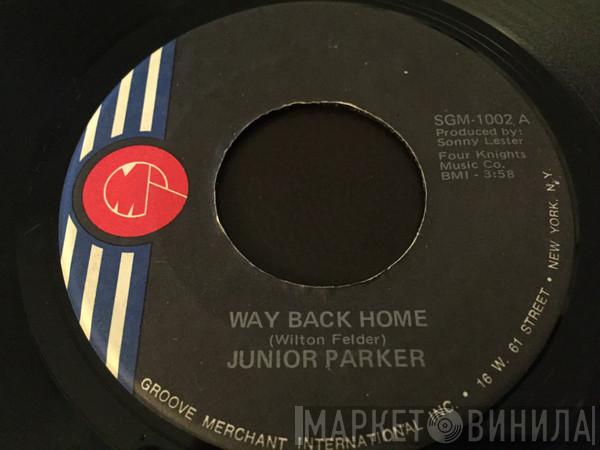 SGM-1002 A
Produced by:
Sonny Lester
Four Knights
Music Co.
BMI - 3:58
WAY BACK HOME
(Wilton Felder)
JUNIOR PARKER
GROOVE MERCHANT INTERNATIONAL INC. • 16 W. 61 STREET • NEW YORK, N.Y.
МАРКЕТ ВИНИЛА